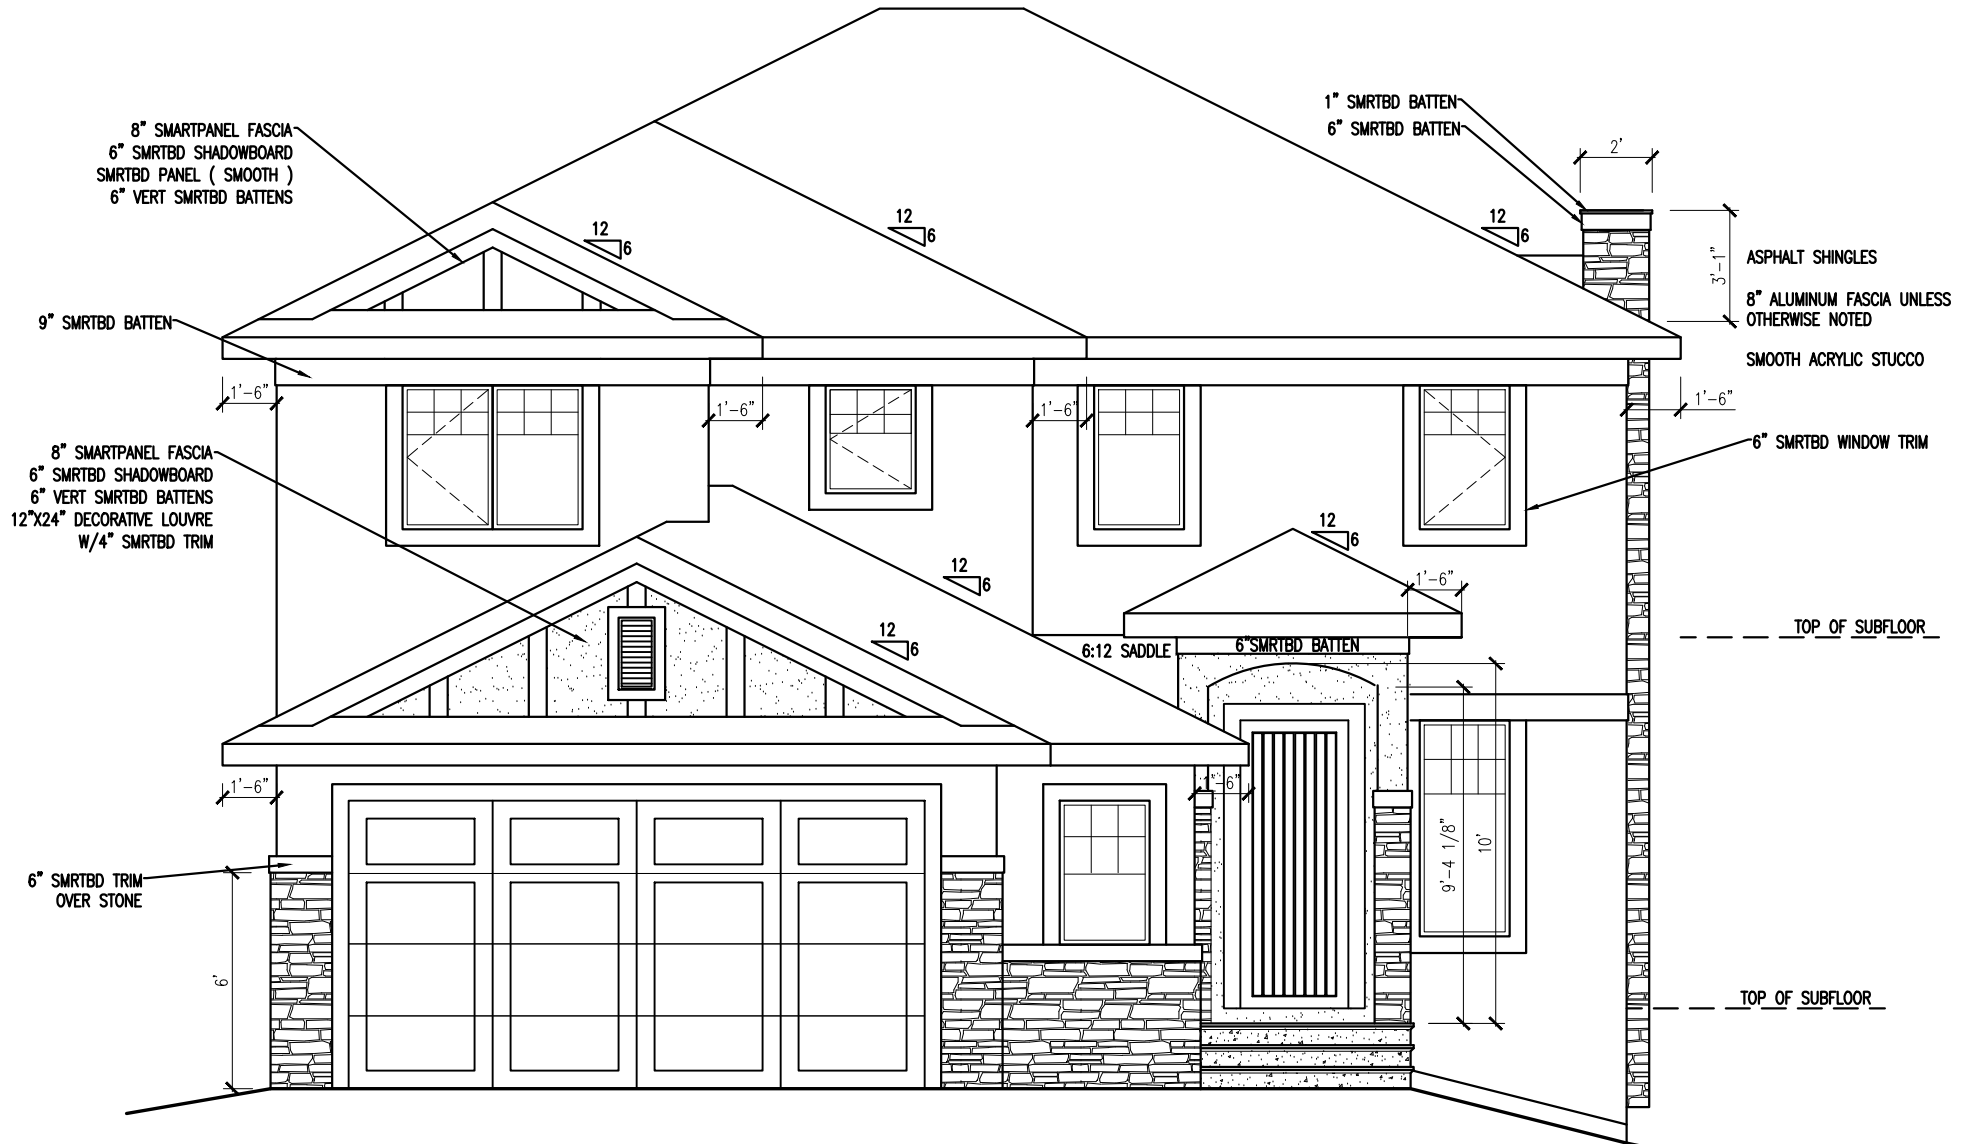 1" SMRTBD BATTEN
6" SMRTBD BATTEN
2'
8" SMARTPANEL FASCIA
6" SMRTBD SHADOWBOARD
SMRTBD PANEL ( SMOOTH )
6" VERT SMRTBD BATTENS
12
6
12
6
12
6
3'-1"
ASPHALT SHINGLES
8" ALUMINUM FASCIA UNLESS
OTHERWISE NOTED
SMOOTH ACRYLIC STUCCO
9" SMRTBD BATTEN
1'-6"
1'-6"
1'-6"
1'-6"
6" SMRTBD WINDOW TRIM
8" SMARTPANEL FASCIA
6" SMRTBD SHADOWBOARD
6" VERT SMRTBD BATTENS
12"X24" DECORATIVE LOUVRE
W/4" SMRTBD TRIM
12
6
12
6
1'-6"
12
6
TOP OF SUBFLOOR
6:12 SADDLE
6"SMRTBD BATTEN
1'-6"
1'-6"
9'-4 1/8"
10'
6" SMRTBD TRIM
OVER STONE
6'
TOP OF SUBFLOOR